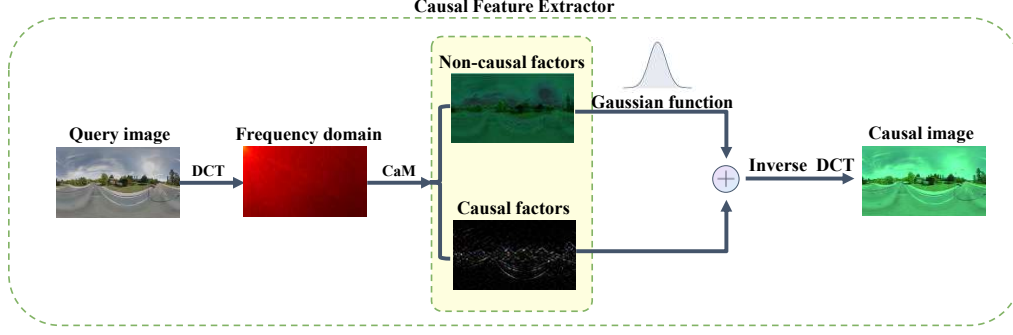 Causal Feature Extractor
Non-causal factors
Gaussian function
Query image
Frequency domain
Causal image
DCT
CaM
Inverse DCT
Causal factors